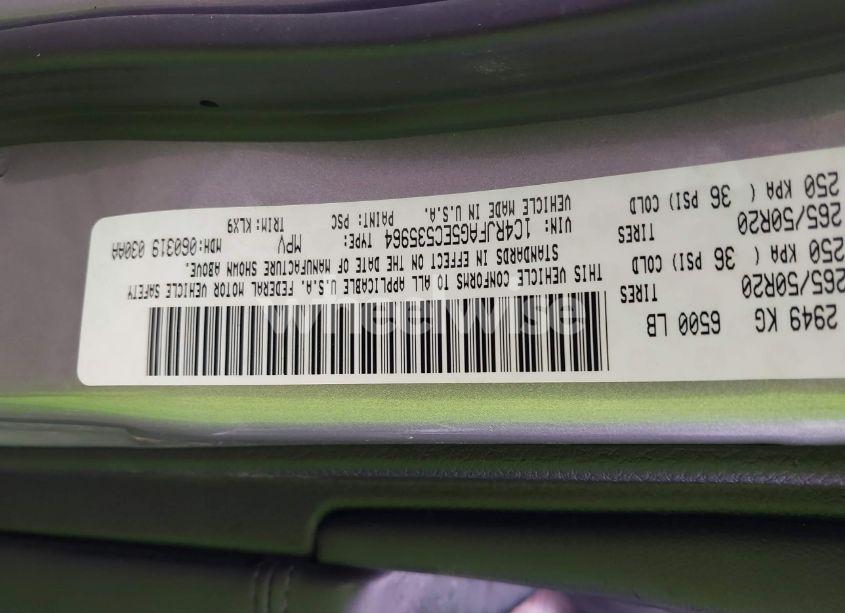 2949 KG 6500 LB
265/50R20 TIRES
250 KPA ( 36 PSI) COLD
265/50R20 TIRES
250 KPA ( 36 PSI) COLD
THIS VEHICLE CONFORMS TO ALL APPLICABLE U.S.A. FEDERAL MOTOR VEHICLE SAFETY
STANDARDS IN EFFECT ON THE DATE OF MANUFACTURE SHOWN ABOVE.
VIN: 1C4RJFAG5EC535964 TYPE: MPV MDH:060319 030AA
VEHICLE MADE IN U.S.A. PAINT: PSC TRIM: KLX9
wheelwise